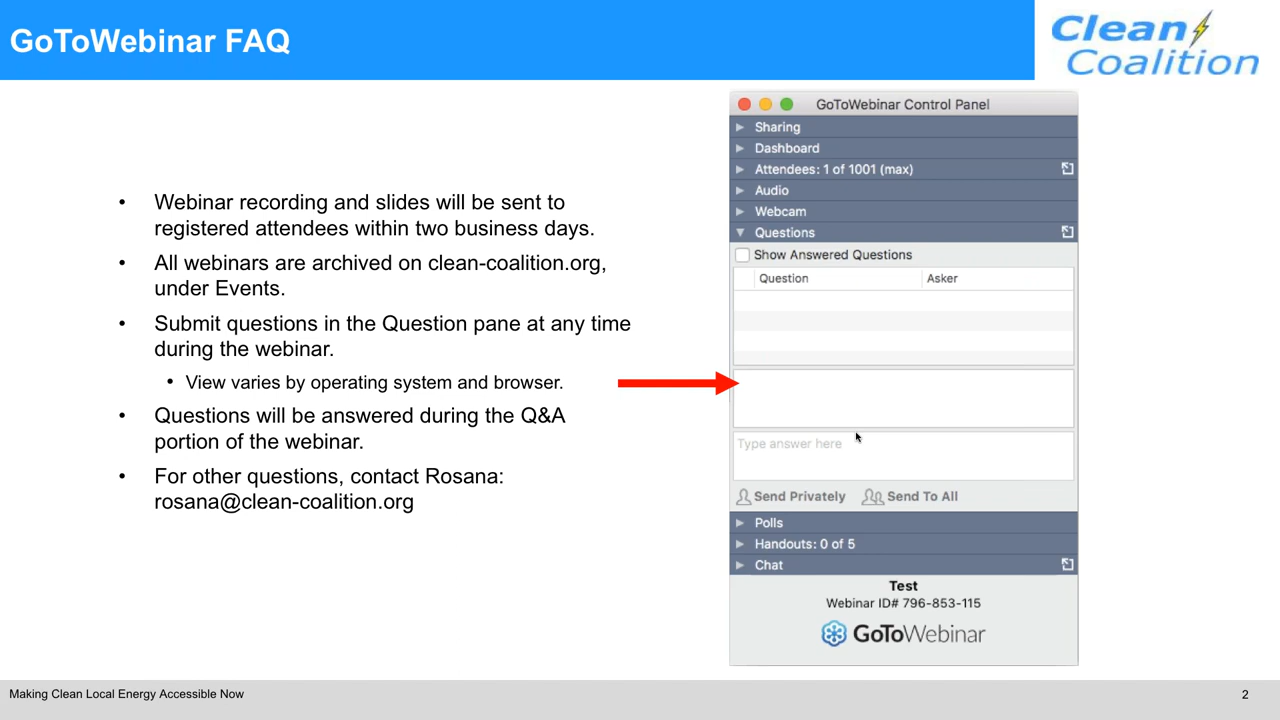 GoToWebinar FAQ
Clean
Coalition
• Webinar recording and slides will be sent to
registered attendees within two business days.
• All webinars are archived on clean-coalition.org,
under Events.
• Submit questions in the Question pane at any time
during the webinar.
• View varies by operating system and browser.
• Questions will be answered during the Q&A
portion of the webinar.
• For other questions, contact Rosana:
rosana@clean-coalition.org
GoToWebinar Control Panel
Sharing
Dashboard
Attendees: 1 of 1001 (max)
Audio
Webcam
Questions
Show Answered Questions
Question Asker
Type answer here
Send Privately Send To All
Polls
Handouts: 0 of 5
Chat
Test
Webinar ID# 796-853-115
GoToWebinar
Making Clean Local Energy Accessible Now 2